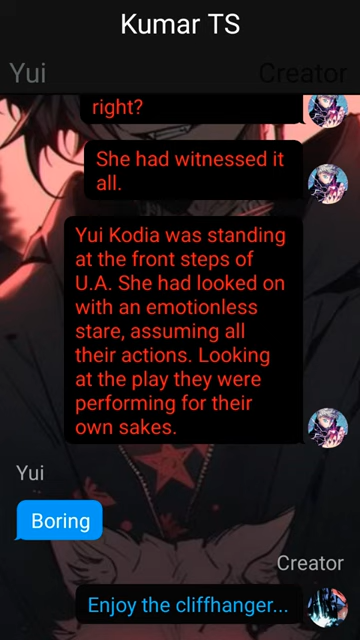 Kumar TS
Yui
Creator
right?
She had witnessed it
all.
Yui Kodia was standing
at the front steps of
U.A. She had looked on
with an emotionless
stare, assuming all
their actions. Looking
at the play they were
performing for their
own sakes.
Yui
Boring
Creator
Enjoy the cliffhanger...